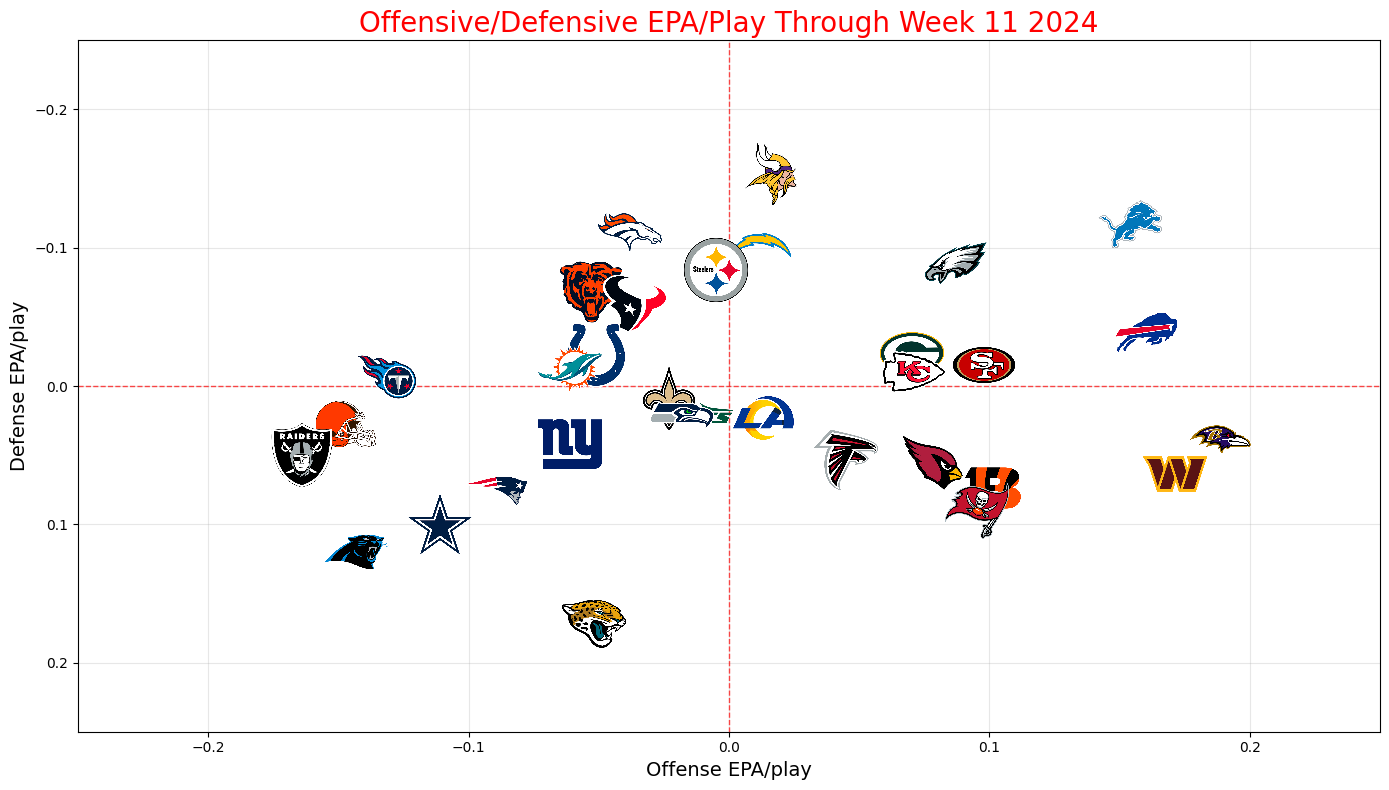 Offensive/Defensive EPA/Play Through Week 11 2024
−0.2
−0.1
0.0
0.1
0.2
Defense EPA/play
−0.2
−0.1
0.0
0.1
0.2
Offense EPA/play
Steelers
RAIDERS
T
KC
SF
LA
ny
W
B